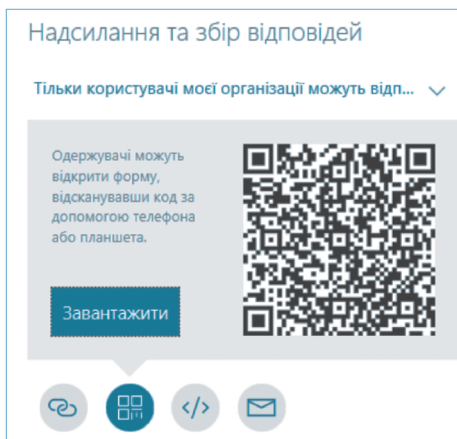 Надсилання та збір відповідей
Тільки користувачі моєї організації можуть відп...
Одержувачі можуть
відкрити форму,
відсканувавши код за
допомогою телефона
або планшета.
Завантажити